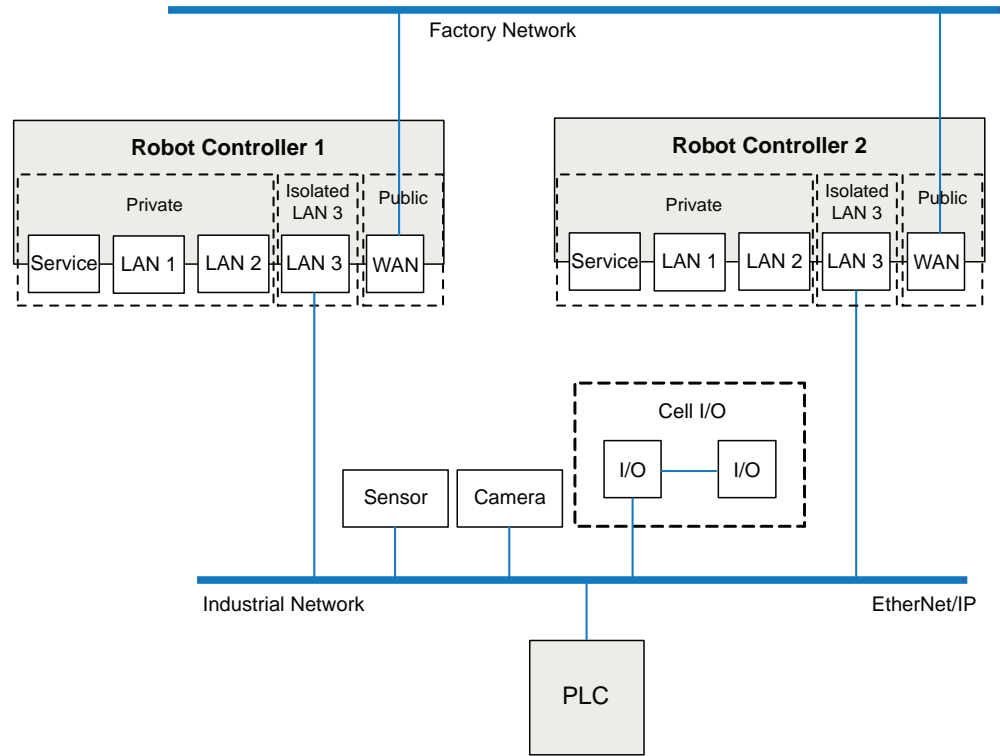 Factory Network
Robot Controller 1
Private
Isolated
LAN 3
Public
Service
LAN 1
LAN 2
LAN 3
WAN
Robot Controller 2
Private
Isolated
LAN 3
Public
Service
LAN 1
LAN 2
LAN 3
WAN
Cell I/O
I/O
I/O
Sensor
Camera
Industrial Network
EtherNet/IP
PLC